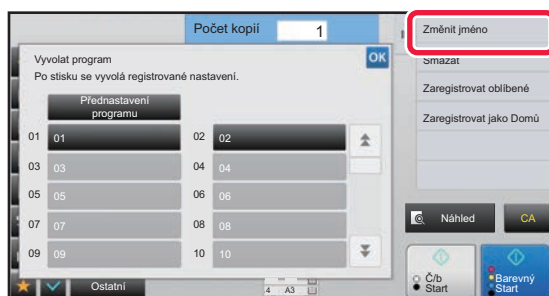 Počet kopií 1
Vyvolat program
OK
Po stisku se vyvolá registrované nastavení.
Přednastavení
programu
01 01 02 02
03 03 04 04
05 05 06 06
07 07 08 08
09 09 10 10
Ostatní
4 A3
Změnit jméno
Smazat
Zaregistrovat oblíbené
Zaregistrovat jako Domů
Náhled
CA
Č/b
Start
Barevný
Start